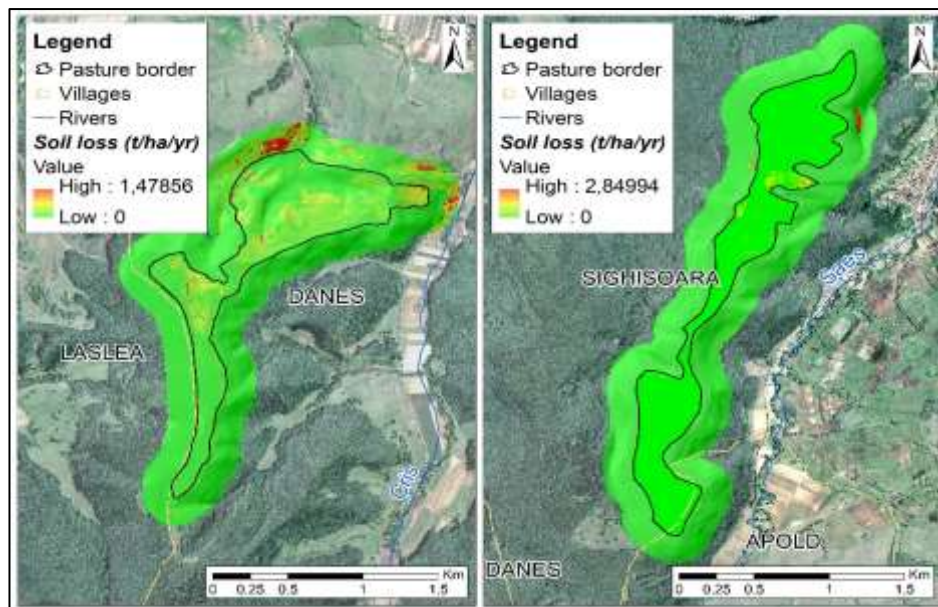 Legend
Pasture border
Villages
Rivers
Soil loss (t/ha/yr)
Value
High : 1,47856
Low : 0
N
DANES
LASLEA
Cris
Km
0 0.25 0.5 1 1.5
Legend
Pasture border
Villages
Rivers
Soil loss (t/ha/yr)
Value
High : 2,84994
Low : 0
N
SIGHISOARA
Saes
APOLD
DANES
Km
0 0.25 0.5 1 1.5